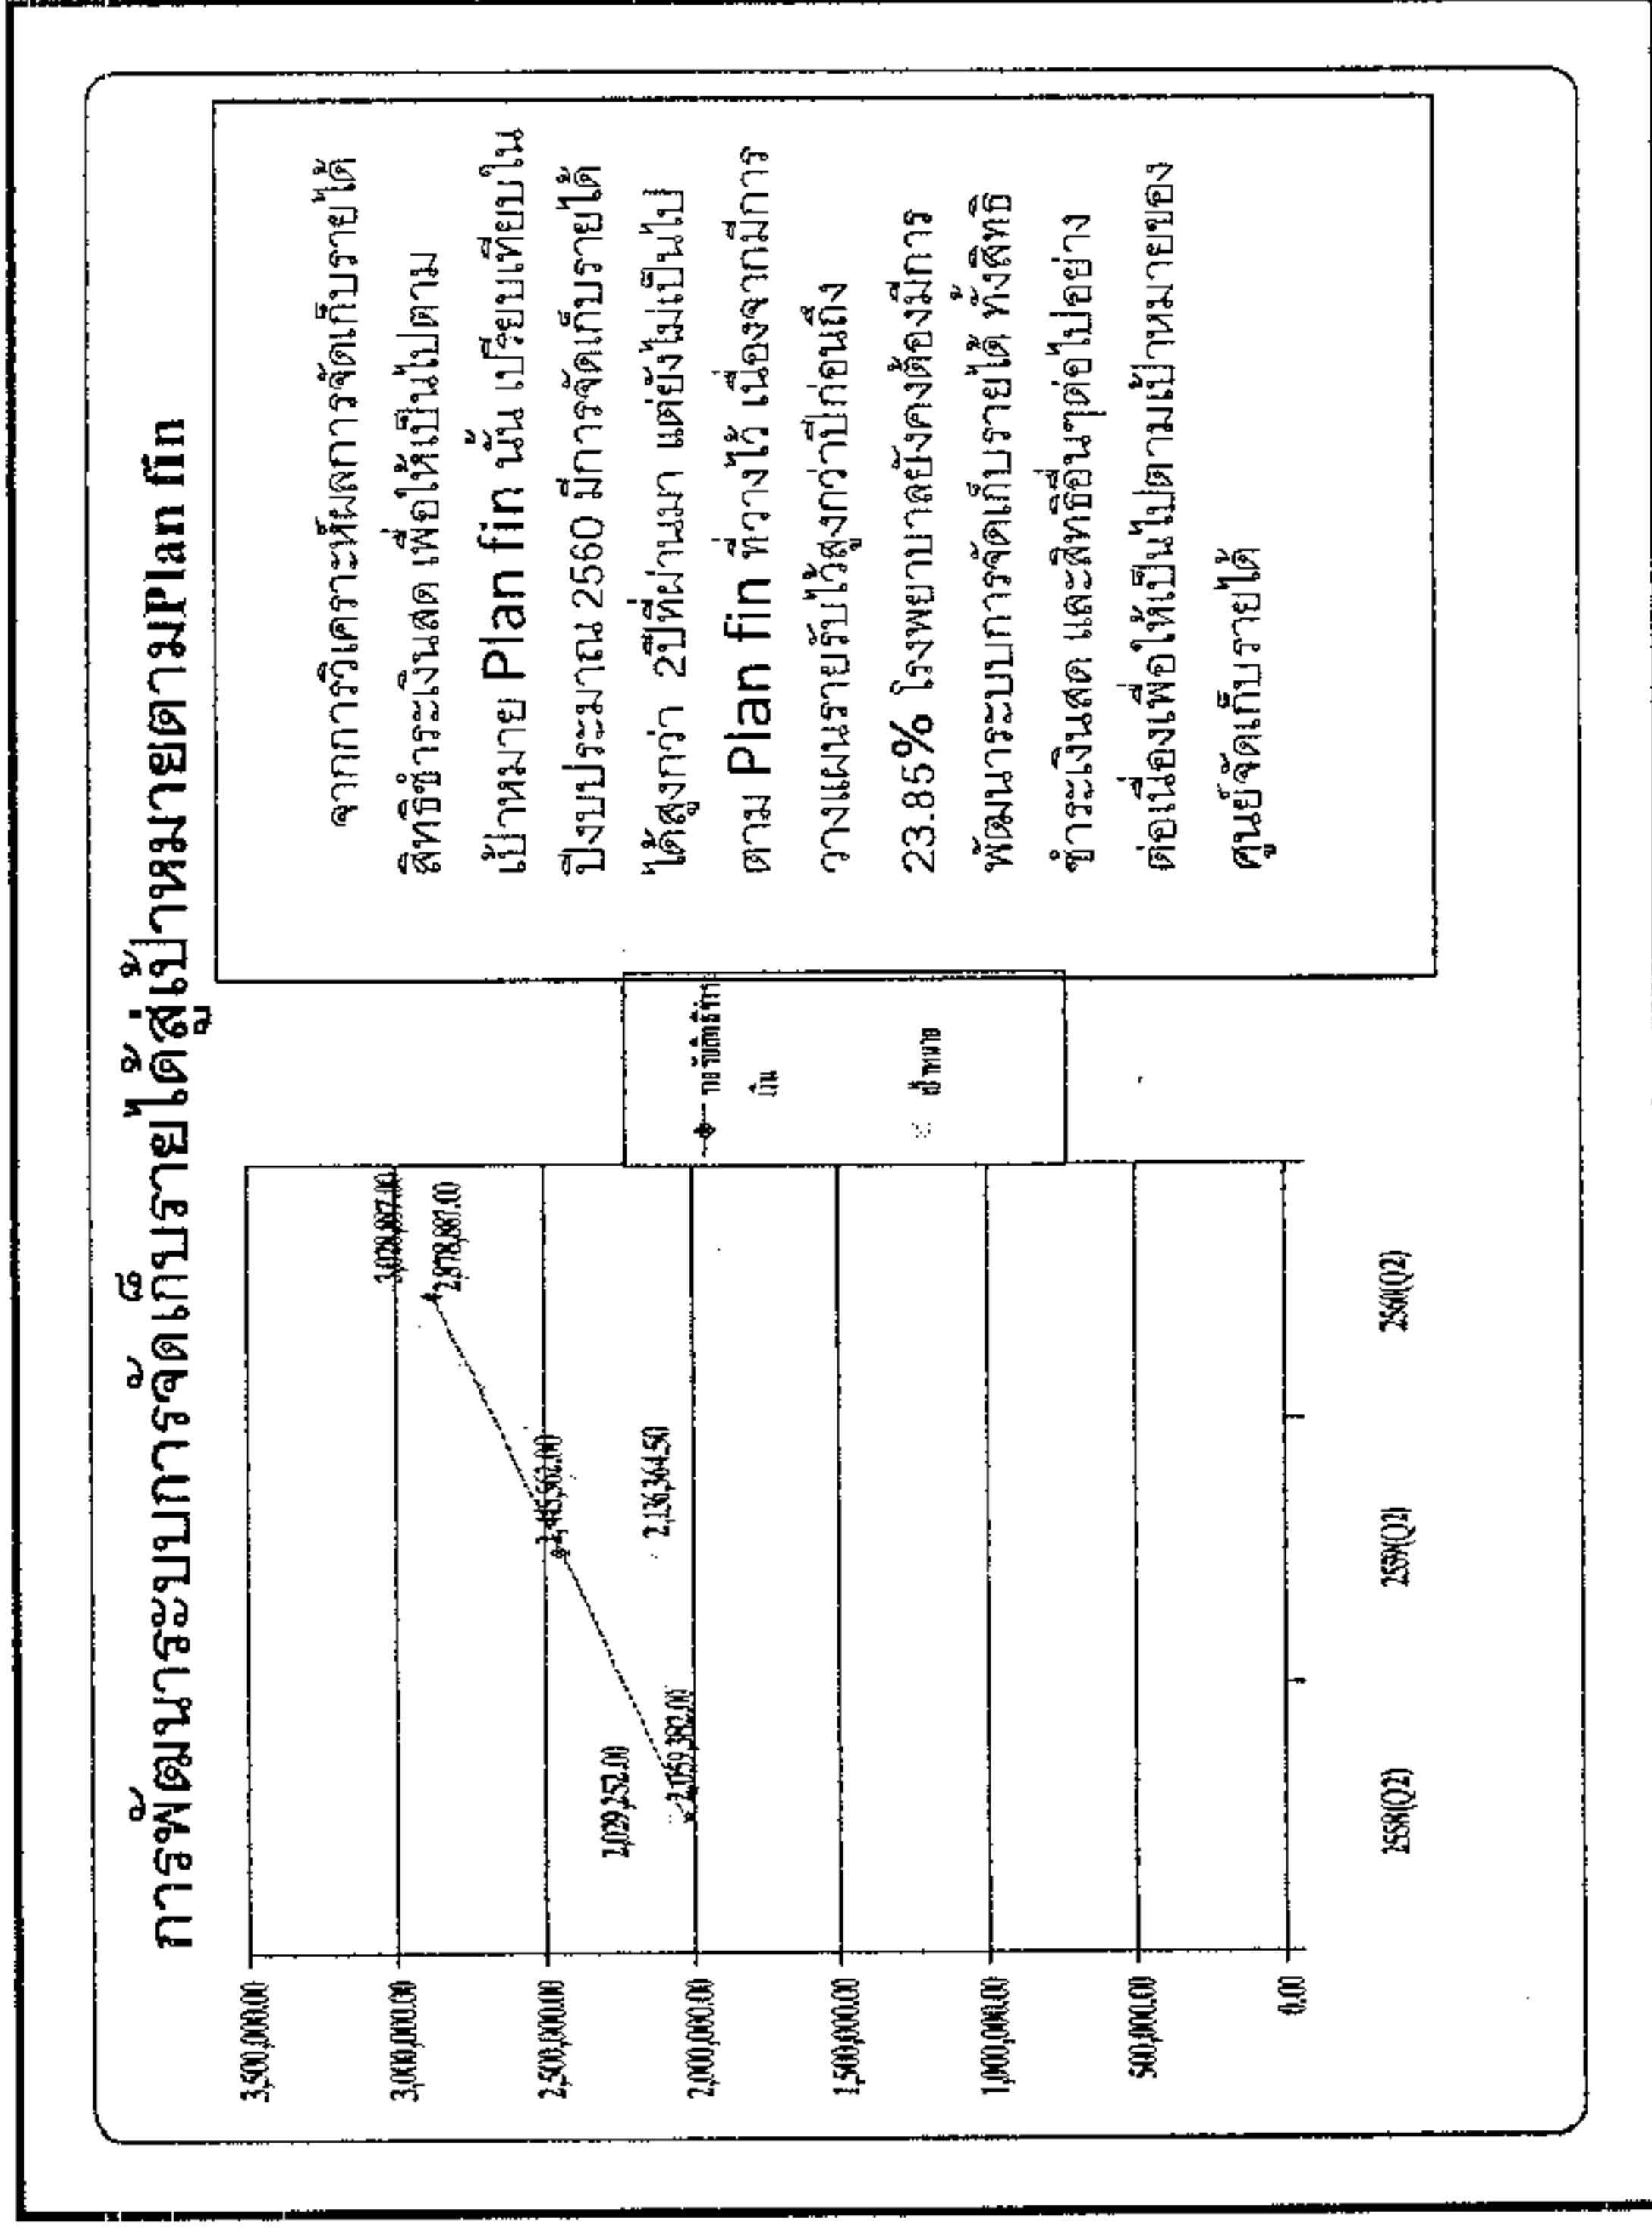 การพัฒนาระบบการจัดเก็บรายได้สู่เป้าหมายตามPlan fin
3,500,000.00
3,000,000.00
2,500,000.00
2,000,000.00
1,500,000.00
1,000,000.00
500,000.00
0.00
2,029,252.00
2,059,382.00
2,136,364.50
2,878,887.00
2558(Q2)
2559(Q2)
2560(Q2)
เป้าหมาย
จากการวิเคราะห์ผลการจัดเก็บรายได้
สิทธิชำระเงินสด เพื่อให้เป็นไปตาม
เป้าหมาย Plan fin นั้น เปรียบเทียบใน
ปีงบประมาณ 2560 มีการจัดเก็บรายได้
ได้สูงกว่า 2ปีที่ผ่านมา แต่ยังไม่เป็นไป
ตาม Plan fin ที่วางไว้ เนื่องจากมีการ
วางแผนรายรับไว้สูงกว่าปีก่อนถึง
23.85% โรงพยาบาลยังคงต้องมีการ
พัฒนาระบบการจัดเก็บรายได้ ทั้งสิทธิ
ชำระเงินสด และสิทธิอื่นๆต่อไปอย่าง
ต่อเนื่องเพื่อให้เป็นไปตามเป้าหมายของ
ศูนย์จัดเก็บรายได้